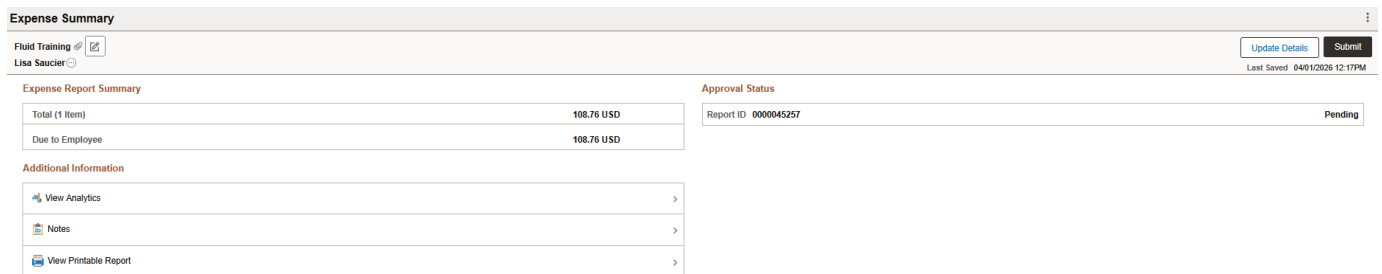 Expense Summary
Fluid Training
Lisa Saucier
Update Details
Submit
Last Saved 04/01/2026 12:17PM
Expense Report Summary
Total (1 Item) 108.76 USD
Due to Employee 108.76 USD
Additional Information
View Analytics
Notes
View Printable Report
Approval Status
Report ID 0000045257 Pending